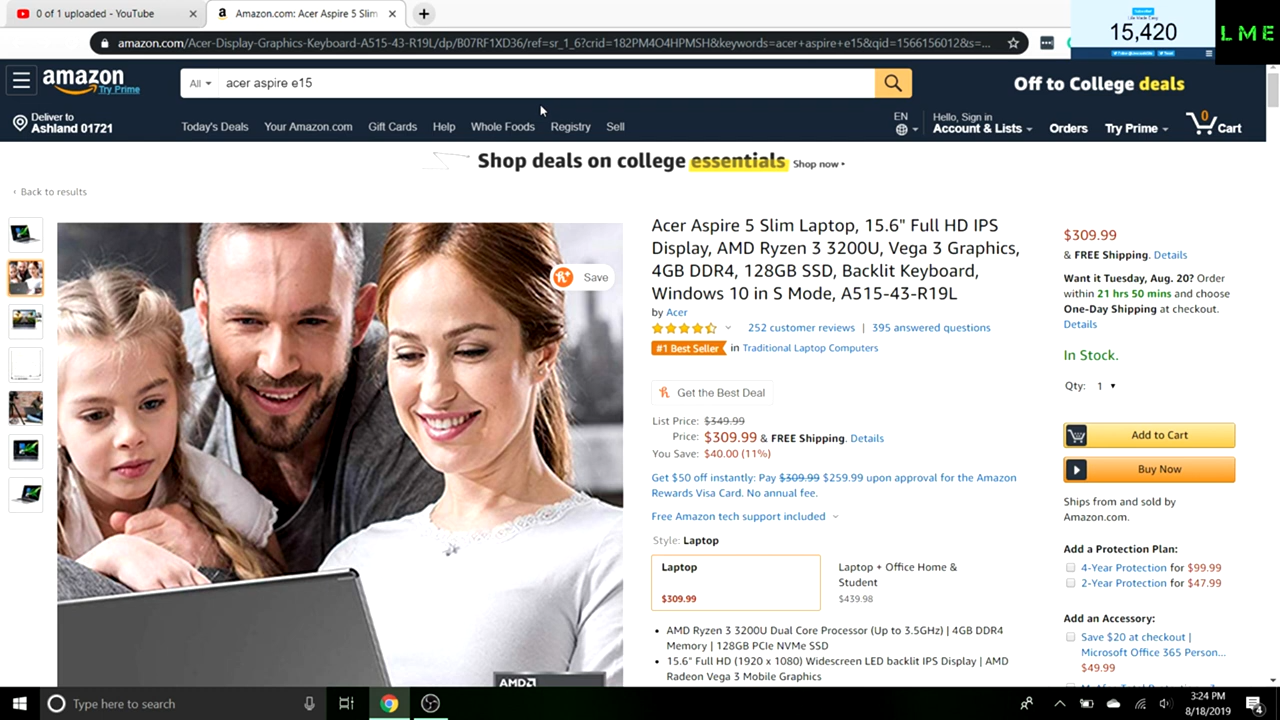 0 of 1 uploaded - YouTube
Amazon.com: Acer Aspire 5 Slim
amazon.com/Acer-Display-Graphics-Keyboard-A515-43-R19L/dp/B07RF1XD36/ref=sr_1_6?crid=182PM4O4HPMSH&keywords=acer+aspire+e15&qid=1566156012&s=...
15,420
LME
amazon
Try Prime
All
acer aspire e15
Off to College deals
Deliver to
Ashland 01721
Today's Deals
Your Amazon.com
Gift Cards
Help
Whole Foods
Registry
Sell
EN
Hello, Sign in
Account & Lists
Orders
Try Prime
0
Cart
Shop deals on college essentials Shop now
‹ Back to results
Save
Acer Aspire 5 Slim Laptop, 15.6" Full HD IPS
Display, AMD Ryzen 3 3200U, Vega 3 Graphics,
4GB DDR4, 128GB SSD, Backlit Keyboard,
Windows 10 in S Mode, A515-43-R19L
by Acer
252 customer reviews | 395 answered questions
#1 Best Seller in Traditional Laptop Computers
Get the Best Deal
List Price: $349.99
Price: $309.99 & FREE Shipping. Details
You Save: $40.00 (11%)
Get $50 off instantly: Pay $309.99 $259.99 upon approval for the Amazon
Rewards Visa Card. No annual fee.
Free Amazon tech support included
Style: Laptop
Laptop
$309.99
Laptop + Office Home &
Student
$439.98
• AMD Ryzen 3 3200U Dual Core Processor (Up to 3.5GHz) | 4GB DDR4
Memory | 128GB PCIe NVMe SSD
• 15.6" Full HD (1920 x 1080) Widescreen LED backlit IPS Display | AMD
Radeon Vega 3 Mobile Graphics
AMD
$309.99
& FREE Shipping. Details
Want it Tuesday, Aug. 20? Order
within 21 hrs 50 mins and choose
One-Day Shipping at checkout.
Details
In Stock.
Qty: 1
Add to Cart
Buy Now
Ships from and sold by
Amazon.com.
Add a Protection Plan:
4-Year Protection for $99.99
2-Year Protection for $47.99
Add an Accessory:
Save $20 at checkout |
Microsoft Office 365 Person...
$49.99
Type here to search
3:24 PM
8/18/2019
4